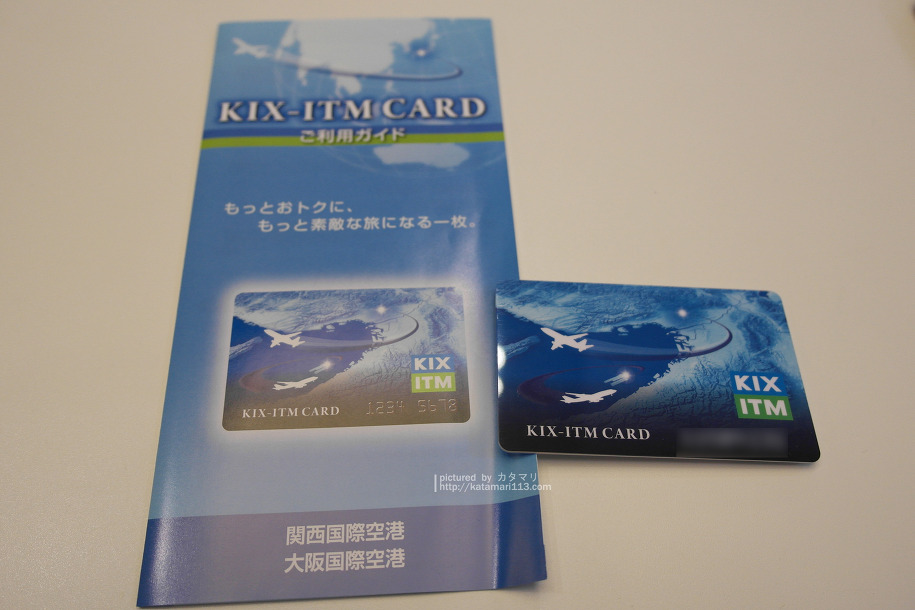 KIX-ITM CARD
ご利用ガイド
もっとおトクに、
もっと素敵な旅になる一枚。
KIX
ITM
KIX-ITM CARD
1234 5678
KIX
ITM
KIX-ITM CARD
pictured by カタマリ
http://katamari113.com
関西国際空港
大阪国際空港